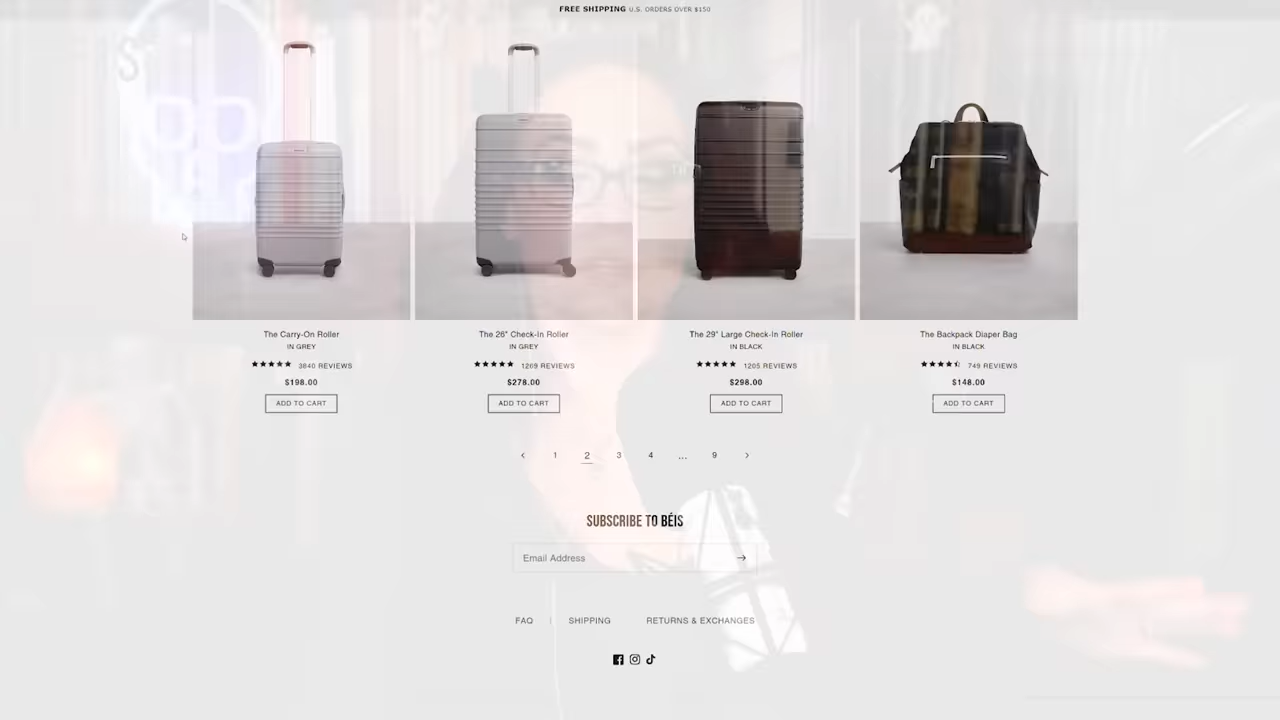 FREE SHIPPING U.S. ORDERS OVER $150
The Carry-On Roller
IN GREY
3840 REVIEWS
$198.00
ADD TO CART
The 26" Check-In Roller
IN GREY
1269 REVIEWS
$278.00
ADD TO CART
The 29" Large Check-In Roller
IN BLACK
1205 REVIEWS
$298.00
ADD TO CART
The Backpack Diaper Bag
IN BLACK
749 REVIEWS
$148.00
ADD TO CART
‹ 1 2 3 4 ... 9 ›
SUBSCRIBE TO BÉIS
Email Address →
FAQ | SHIPPING RETURNS & EXCHANGES